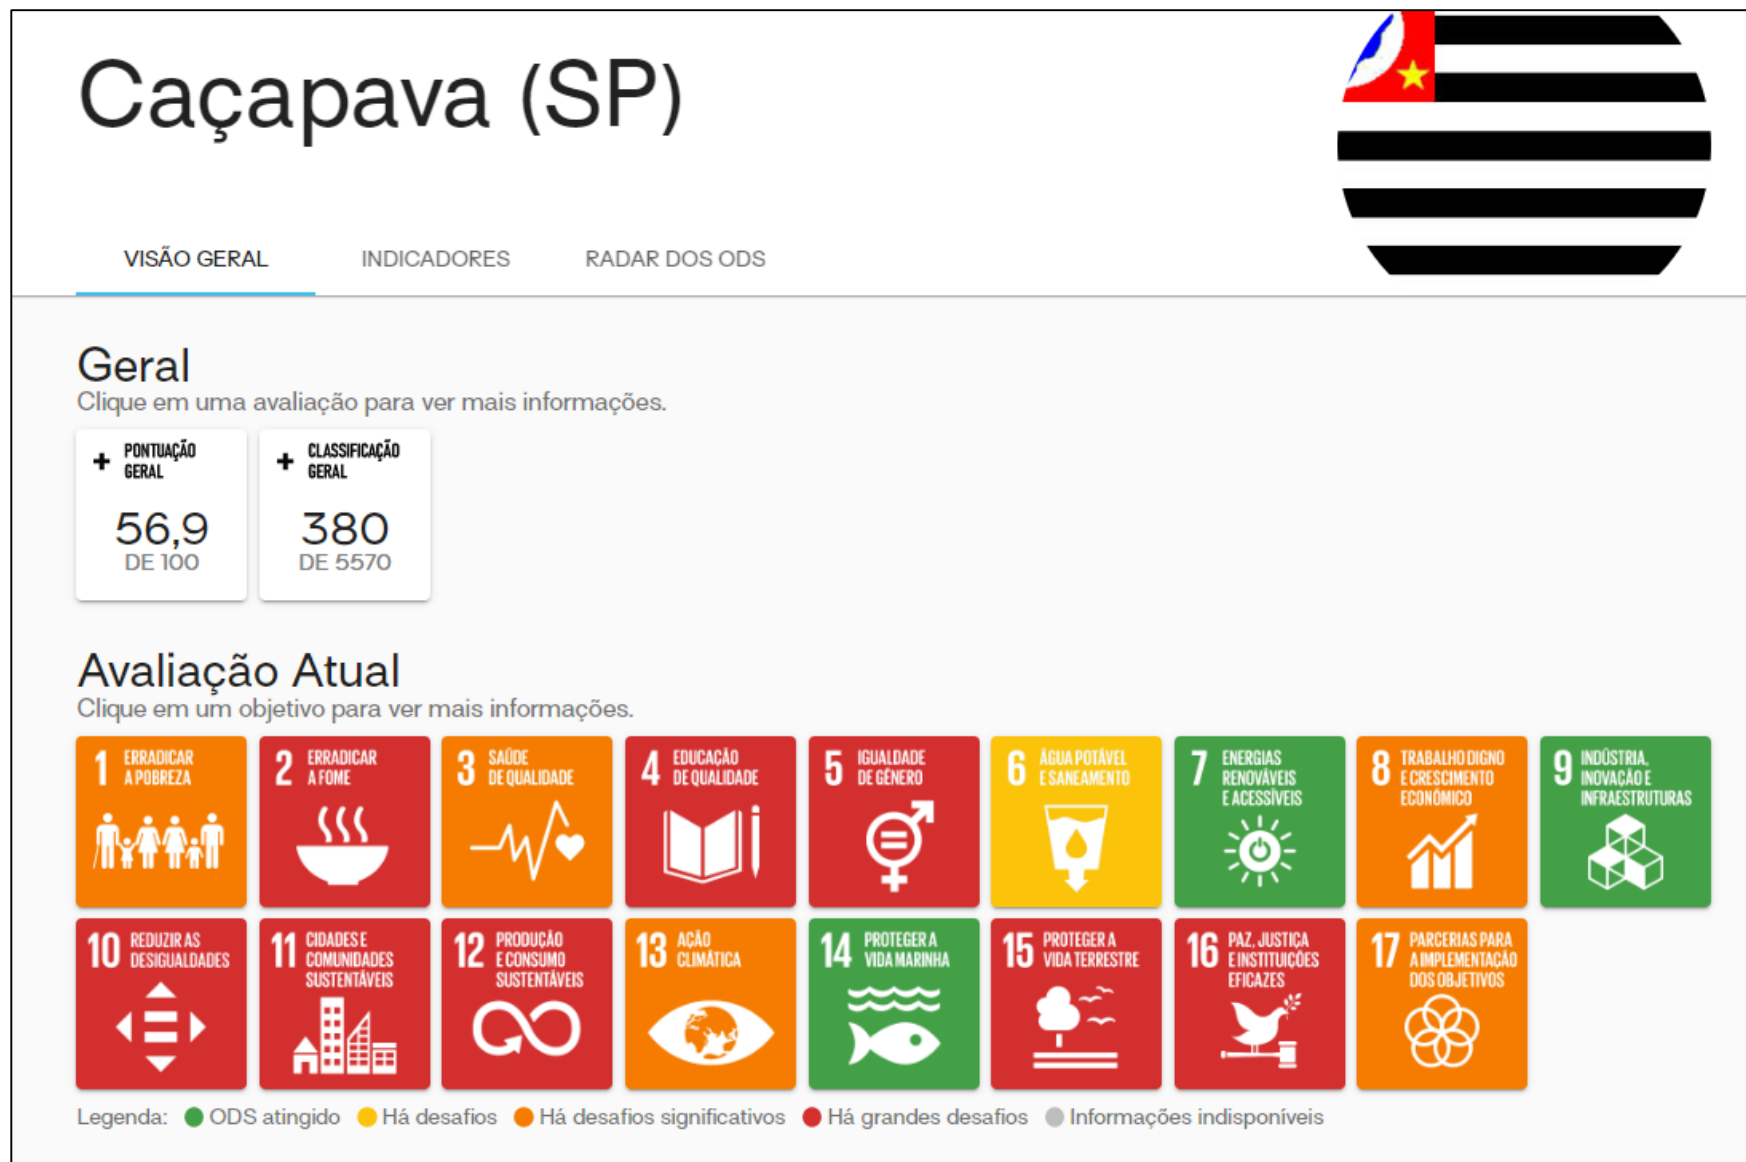 Caçapava (SP)
VISÃO GERAL
INDICADORES
RADAR DOS ODS
Geral
Clique em uma avaliação para ver mais informações.
+ PONTUAÇÃO
GERAL
56,9
DE 100
+ CLASSIFICAÇÃO
GERAL
380
DE 5570
Avaliação Atual
Clique em um objetivo para ver mais informações.
1 ERRADICAR
A POBREZA
2 ERRADICAR
A FOME
3 SAÚDE
DE QUALIDADE
4 EDUCAÇÃO
DE QUALIDADE
5 IGUALDADE
DE GÉNERO
6 ÁGUA POTÁVEL
E SANEAMENTO
7 ENERGIAS
RENOVÁVEIS
E ACESSÍVEIS
8 TRABALHO DIGNO
E CRESCIMENTO
ECONÓMICO
9 INDÚSTRIA,
INOVAÇÃO E
INFRAESTRUTURAS
10 REDUZIR AS
DESIGUALDADES
11 CIDADES E
COMUNIDADES
SUSTENTÁVEIS
12 PRODUÇÃO
E CONSUMO
SUSTENTÁVEIS
13 AÇÃO
CLIMÁTICA
14 PROTEGER A
VIDA MARINHA
15 PROTEGER A
VIDA TERRESTRE
16 PAZ, JUSTIÇA
E INSTITUIÇÕES
EFICAZES
17 PARCERIAS PARA
A IMPLEMENTAÇÃO
DOS OBJETIVOS
Legenda: ODS atingido Há desafios Há desafios significativos Há grandes desafios Informações indisponíveis